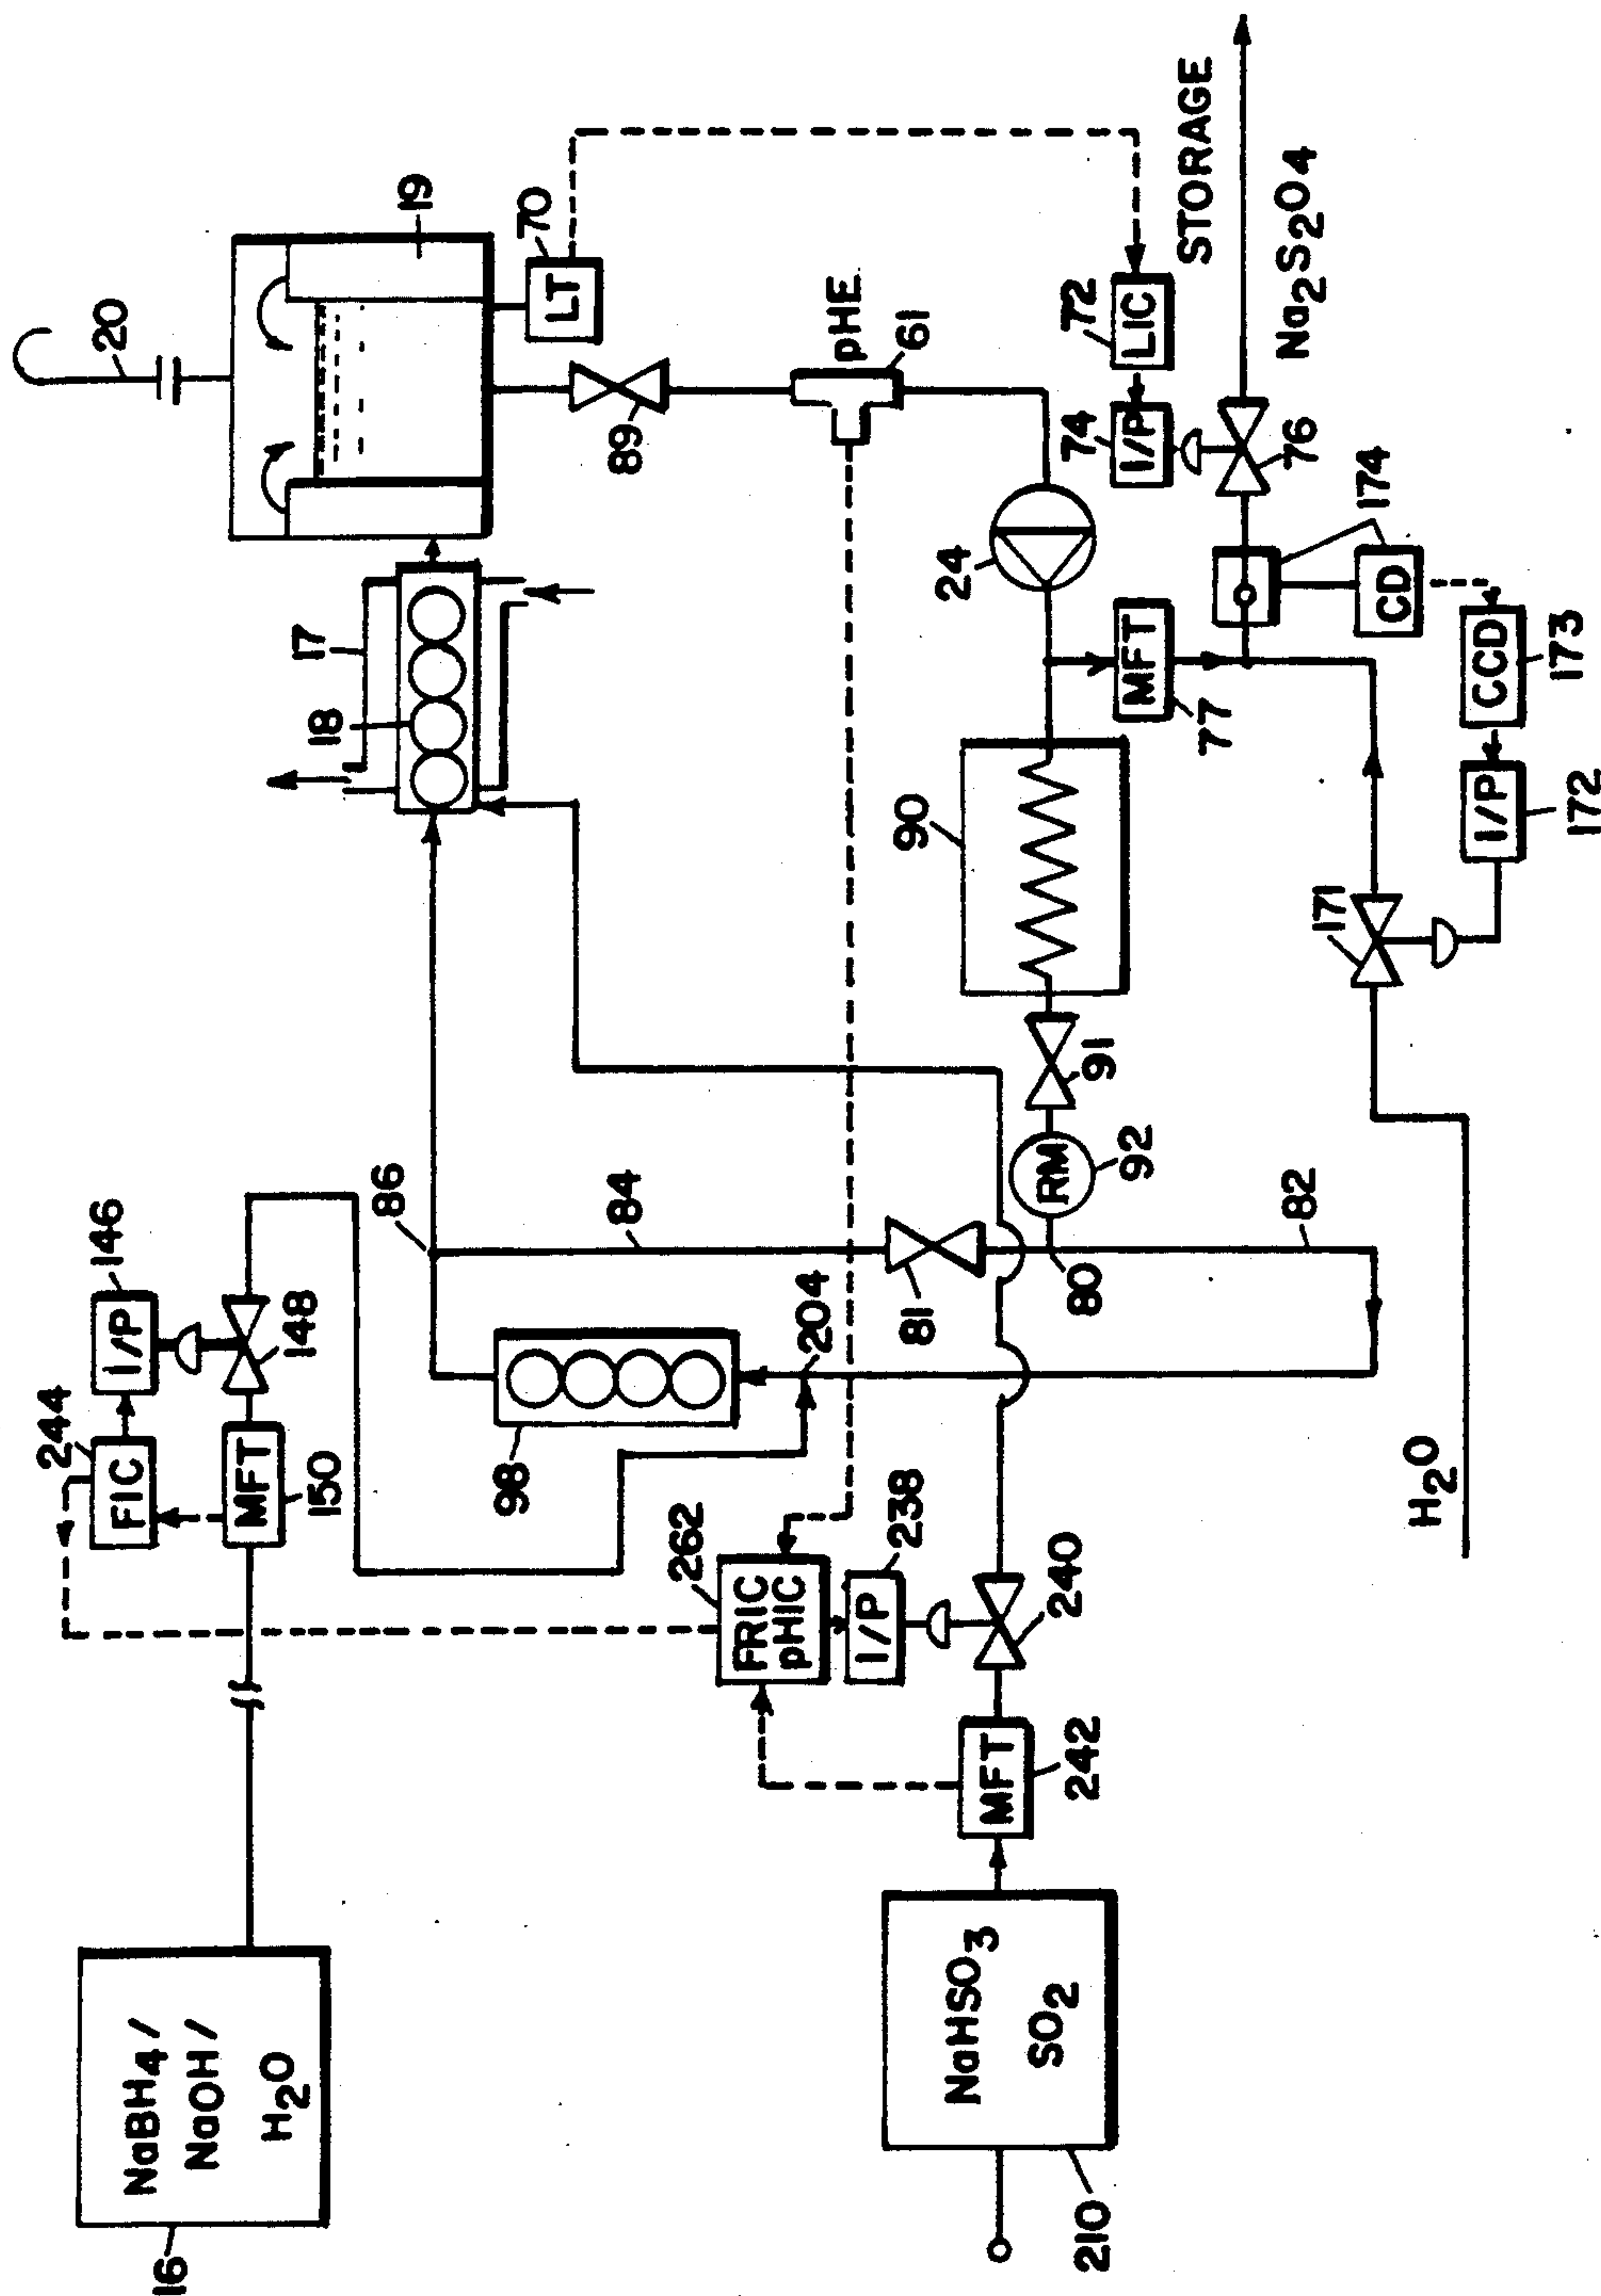 16
NaBH4/
NaOH/
H2O
244
FIC
I/P
146
150
MFT
148
86
98
84
18
17
20
19
LT
70
89
262
FRIC
pHIC
238
I/P
204
81
pHE
61
210
NaHSO3
SO2
MFT
242
240
80
RM
92
91
90
24
82
MFT
77
74
I/P
72
LIC
STORAGE
76
Na2S2O4
174
CD
H2O
171
I/P
172
CCD
173